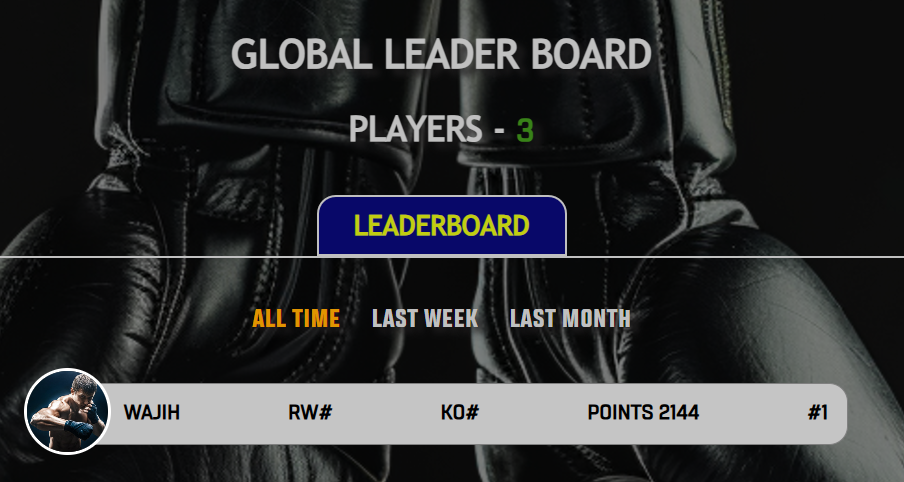 GLOBAL LEADER BOARD
PLAYERS - 3
LEADERBOARD
ALL TIME LAST WEEK LAST MONTH
WAJIH RW# KO# POINTS 2144 #1